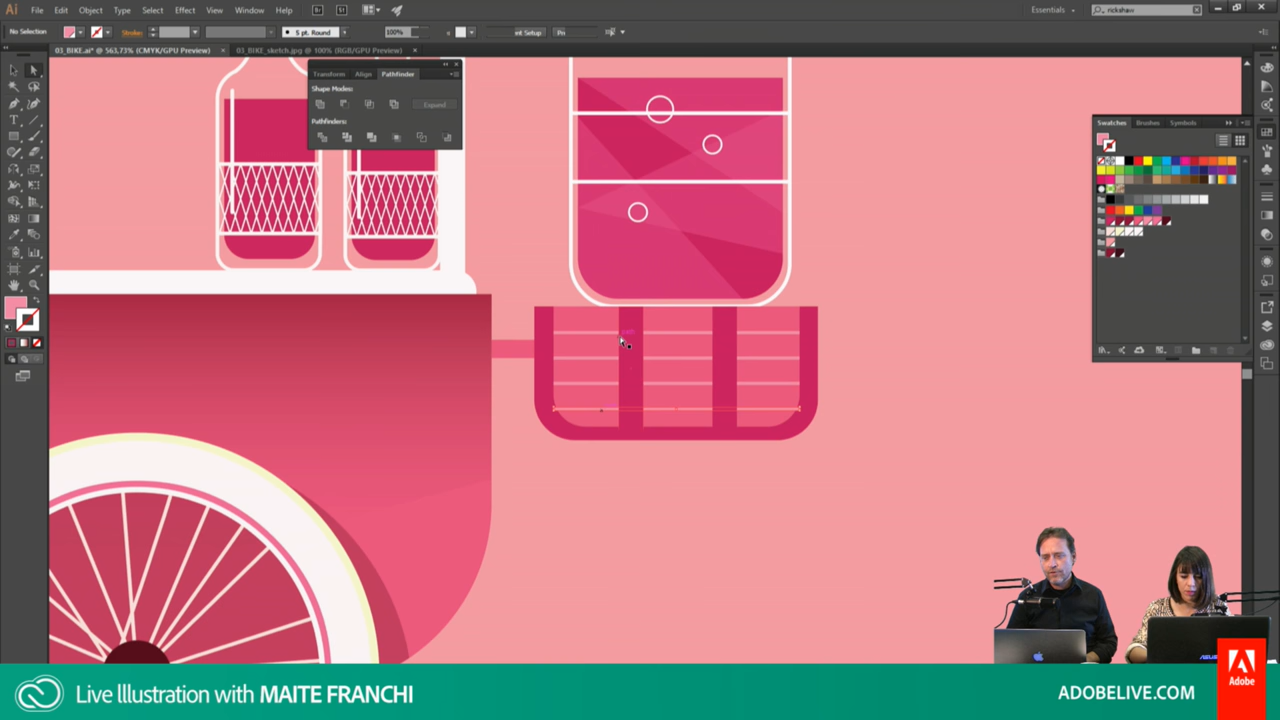 Ai File Edit Object Type Select Effect View Window Help Br St Essentials rickshaw
No Selection Stroke: 5 pt. Round 100%
03_BIKE.ai* @ 563,73% (CMYK/GPU Preview) × 03_BIKE_sketch.jpg @ 100% (RGB/GPU Preview) ×
Transform Align Pathfinder
Shape Modes:
Expand
Pathfinders:
Swatches Brushes Symbols
Live Illustration with MAITE FRANCHI
ADOBELIVE.COM
Adobe